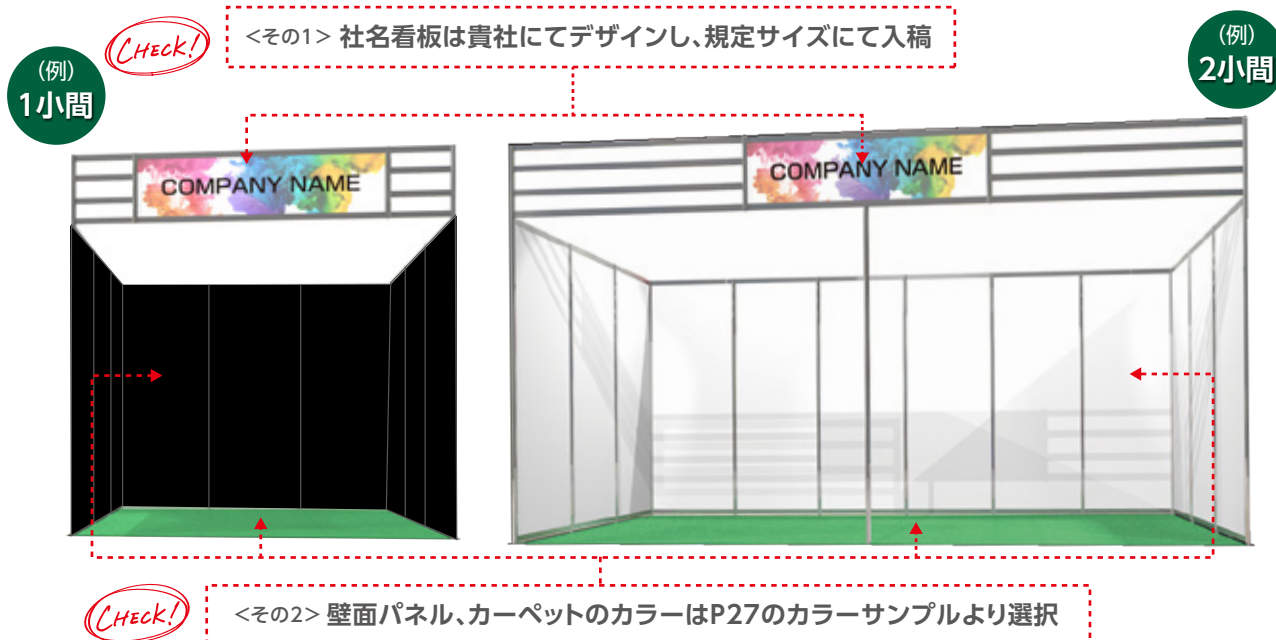 CHECK!
<その1> 社名看板は貴社にてデザインし、規定サイズにて入稿
(例)
1小間
(例)
2小間
COMPANY NAME
COMPANY NAME
CHECK!
<その2> 壁面パネル、カーペットのカラーはP27のカラーサンプルより選択